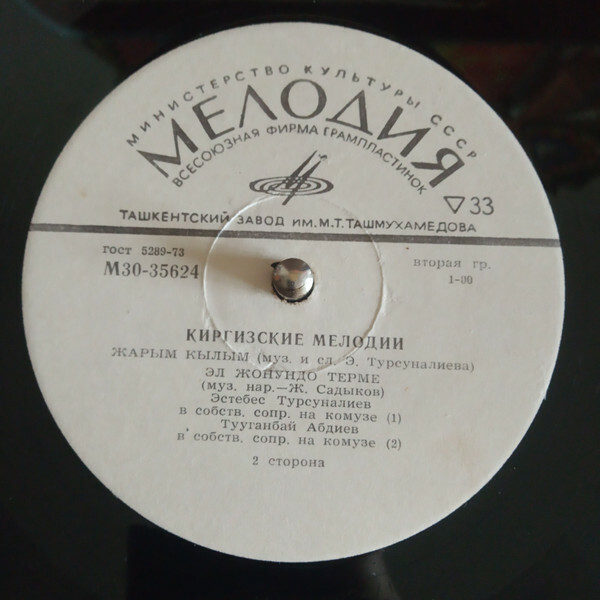 МИНИСТЕРСТВО КУЛЬТУРЫ СССР
МЕЛОДИЯ
ВСЕСОЮЗНАЯ ФИРМА ГРАМПЛАСТИНОК
▽33
ТАШКЕНТСКИЙ ЗАВОД ИМ. М.Т. ТАШМУХАМЕДОВА
ГОСТ 5289-73
М30-35624
вторая гр.
1-00
КИРГИЗСКИЕ МЕЛОДИИ
ЖАРЫМ КЫЛЫМ (муз. и сл. Э. Турсуналиева)
ЭЛ ЖОНУНДО ТЕРМЕ
(муз. нар.—Ж. Садыков)
Эстебес Турсуналиев
в собств. сопр. на комузе (1)
Тууганбай Абдиев
в собств. сопр. на комузе (2)
2 сторона